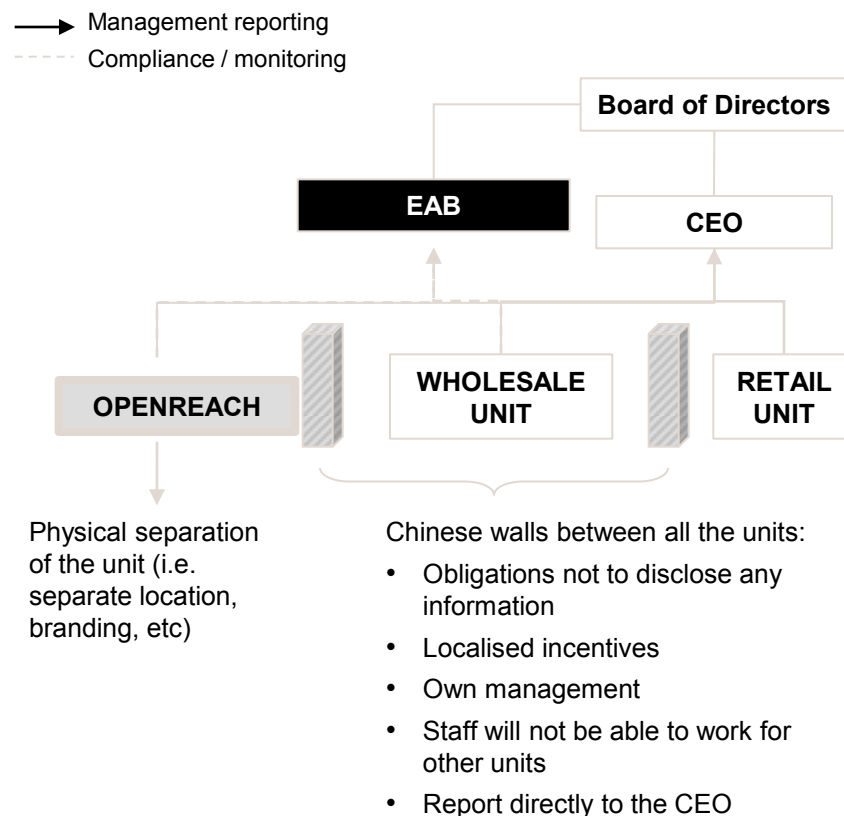 Management reporting
Compliance / monitoring
Board of Directors
EAB
CEO
OPENREACH
WHOLESALE
UNIT
RETAIL
UNIT
Physical separation
of the unit (i.e.
separate location,
branding, etc)
Chinese walls between all the units:
• Obligations not to disclose any
information
• Localised incentives
• Own management
• Staff will not be able to work for
other units
• Report directly to the CEO